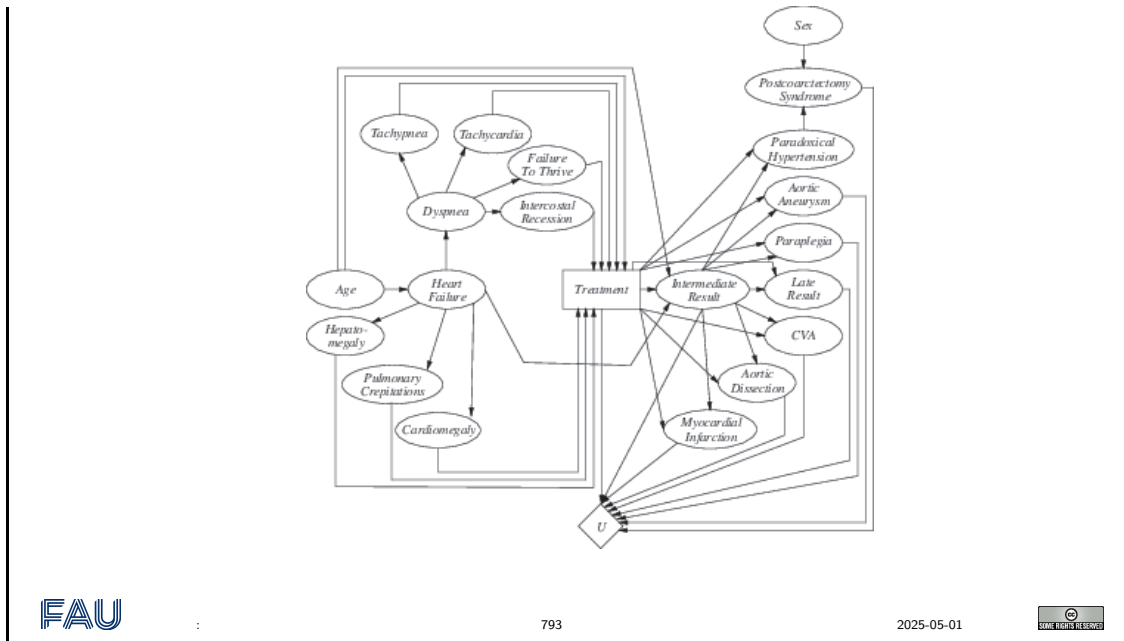 Sex
Postcoarctectomy
Syndrome
Tachypnea
Tachycardia
Paradoxical
Hypertension
Failure
To Thrive
Aortic
Aneurysm
Dyspnea
Intercostal
Recession
Paraplegia
Age
Heart
Failure
Treatment
Intermediate
Result
Late
Result
Hepato-
megaly
CVA
Pulmonary
Crepitations
Aortic
Dissection
Cardiomegaly
Myocardial
Infarction
U
FAU
:
793
2025-05-01
cc
SOME RIGHTS RESERVED